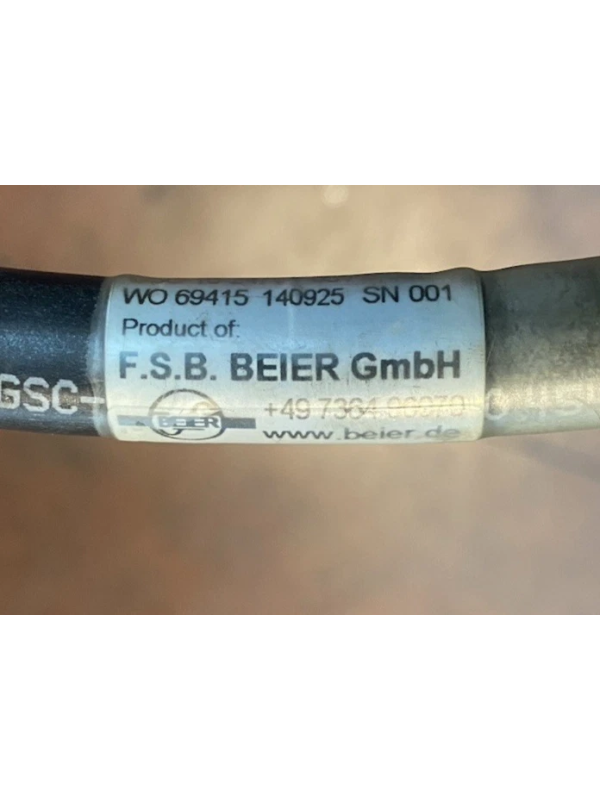 WO 69415 140925 SN 001
Product of:
F.S.B. BEIER GmbH
GSC-
BEIER
+49 7364
www.beier.de